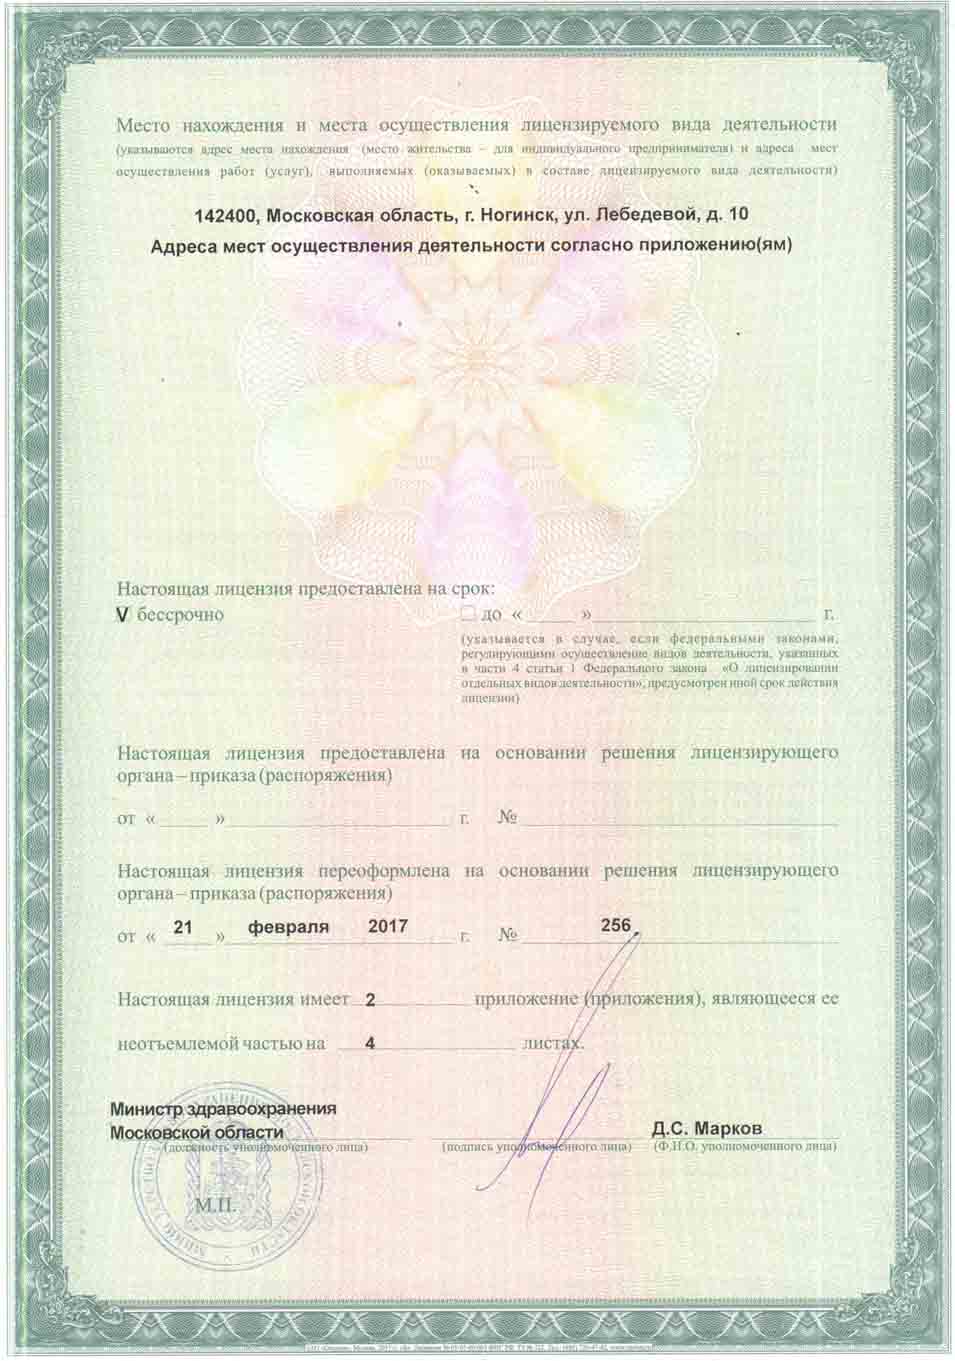 Место нахождения и места осуществления лицензируемого вида деятельности
(указываются адрес места нахождения (место жительства – для индивидуального предпринимателя) и адреса мест
осуществления работ (услуг), выполняемых (оказываемых) в составе лицензируемого вида деятельности)
142400, Московская область, г. Ногинск, ул. Лебедевой, д. 10
Адреса мест осуществления деятельности согласно приложению(ям)
Настоящая лицензия предоставлена на срок:
V бессрочно □ до « » г.
(указывается в случае, если федеральными законами,
регулирующими осуществление видов деятельности, указанных
в части 4 статьи 1 Федерального закона «О лицензировании
отдельных видов деятельности», предусмотрен иной срок действия
лицензии)
Настоящая лицензия предоставлена на основании решения лицензирующего
органа – приказа (распоряжения)
от « » г. №
Настоящая лицензия переоформлена на основании решения лицензирующего
органа – приказа (распоряжения)
от « 21 » февраля 2017 г. № 256
Настоящая лицензия имеет 2 приложение (приложения), являющееся ее
неотъемлемой частью на 4 листах.
Министр здравоохранения
Московской области
Д.С. Марков
(должность уполномоченного лица) (подпись уполномоченного лица) (Ф.И.О. уполномоченного лица)
М.П.